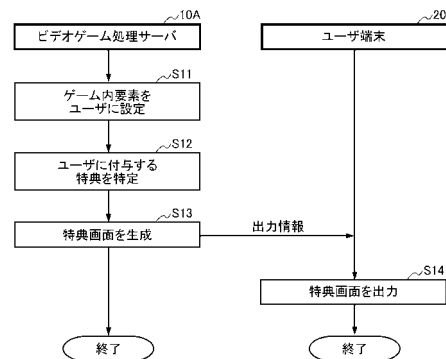 10A
ビデオゲーム処理サーバ
20
ユーザ端末
S11
ゲーム内要素を
ユーザに設定
S12
ユーザに付与する
特典を特定
S13
特典画面を生成
出力情報
S14
特典画面を出力
終了
終了